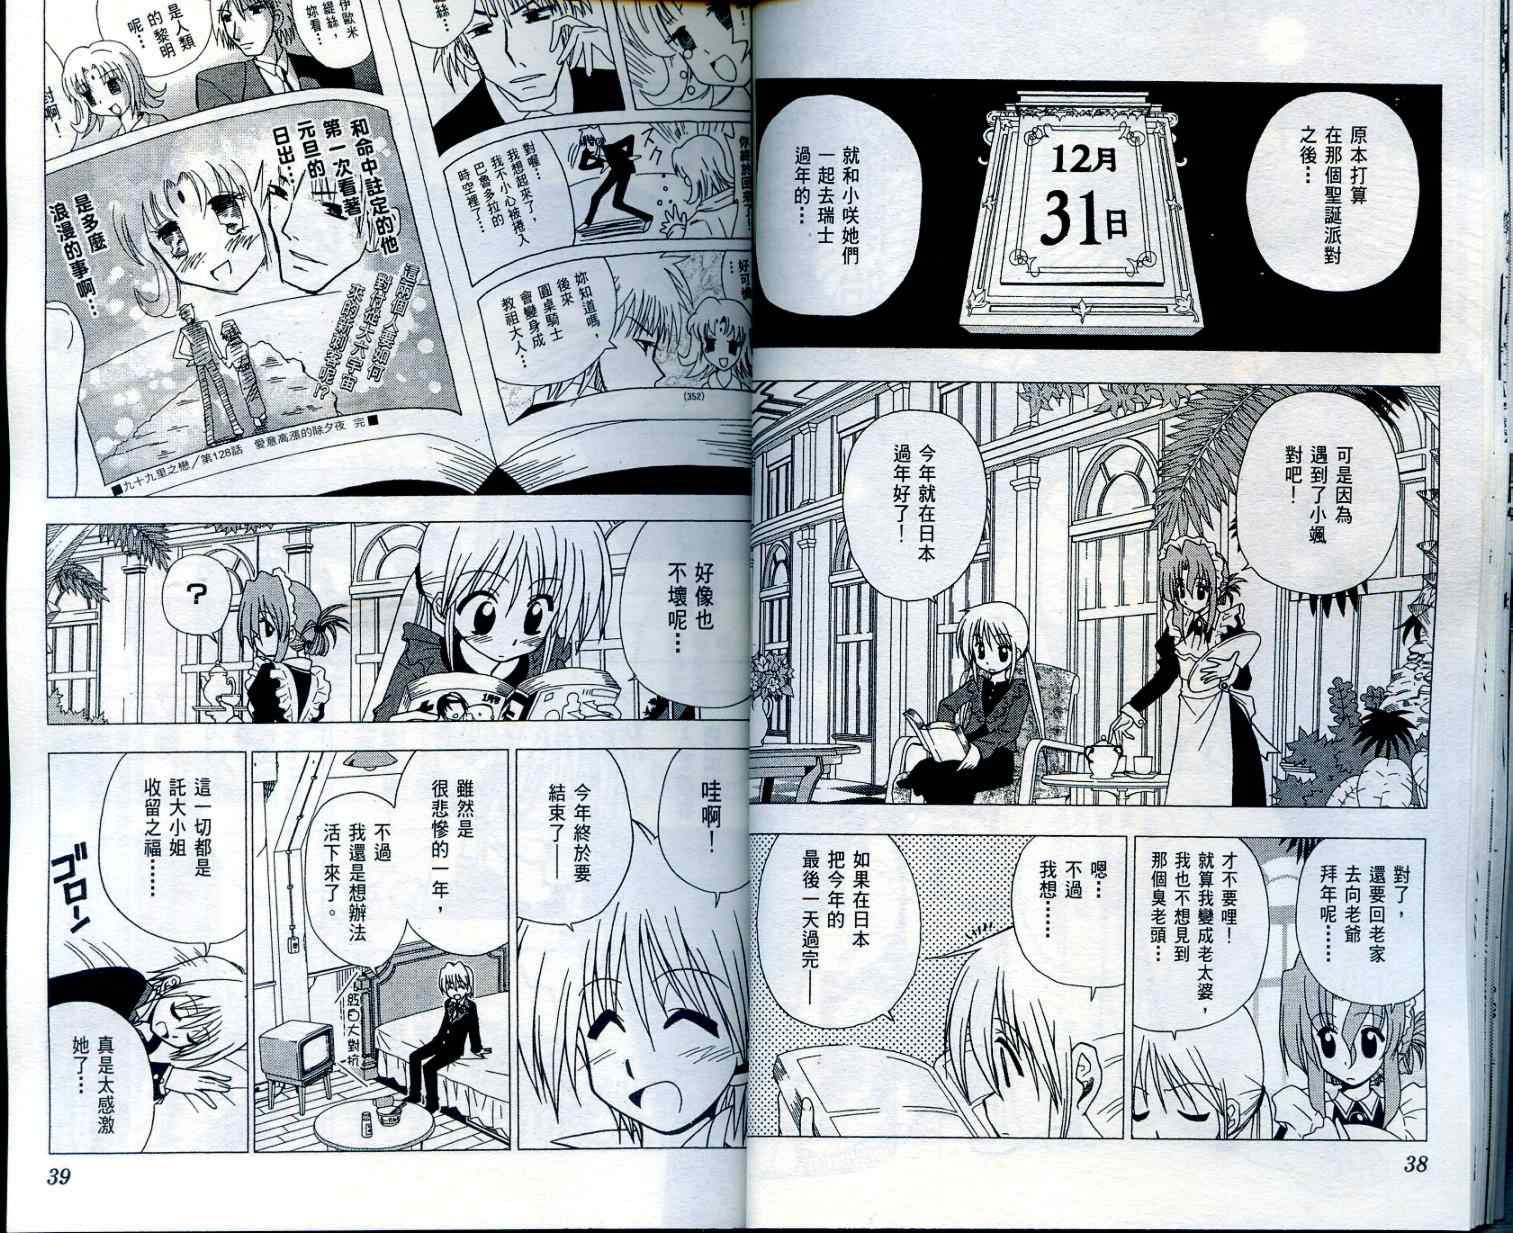 12月
31日
原本打算
在那個聖誕派對
之後…
就和小咲她們
一起去瑞士
過年的…
可是因為
遇到了小颯
對吧！
今年就在日本
過年好了！
對了，
還要回老家
去向老爺
拜年呢……
才不要哩！
就算我變成老太婆，
我也不想見到
那個臭老頭…
嗯…
不過
我想……
如果在日本
把今年的
最後一天過完——
38
對喔…
我想起來了，
我不小心被捲入
巴魯多拉的
時空裡了…
妳知道嗎，
後來
圓桌騎士
會變身成
教祖大人…
(352)
伊歐米
緹絲，
妳看…
是人類
的黎明
呢…
對啊！
和命中註定的他
第一次看著
元旦的
日出…
是多麼
浪漫的事啊…
■九十九里之戀／第128話　愛意高漲的除夕夜　完■
好像也
不壞呢…
？
哇啊！
今年終於要
結束了——
雖然是
很悲慘的一年，
不過
我還是想辦法
活下來了。
紅白大對抗
這一切都是
託大小姐
收留之福……
ゴローン
真是太感激
她了…
39